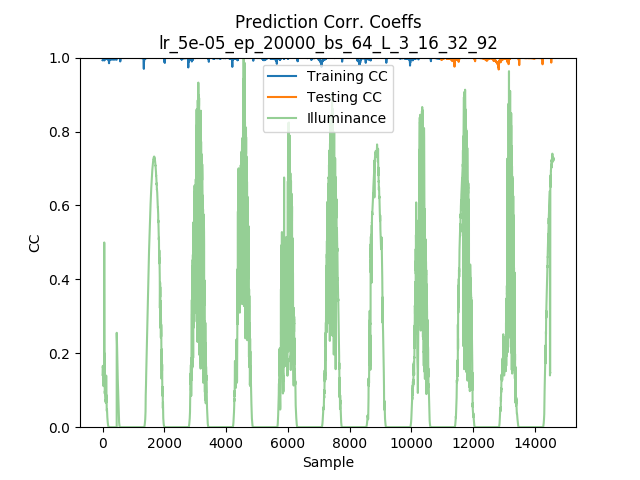 Prediction Corr. Coeffs
lr_5e-05_ep_20000_bs_64_L_3_16_32_92
1.0
0.8
0.6
0.4
0.2
0.0
CC
Training CC
Testing CC
Illuminance
0 2000 4000 6000 8000 10000 12000 14000
Sample